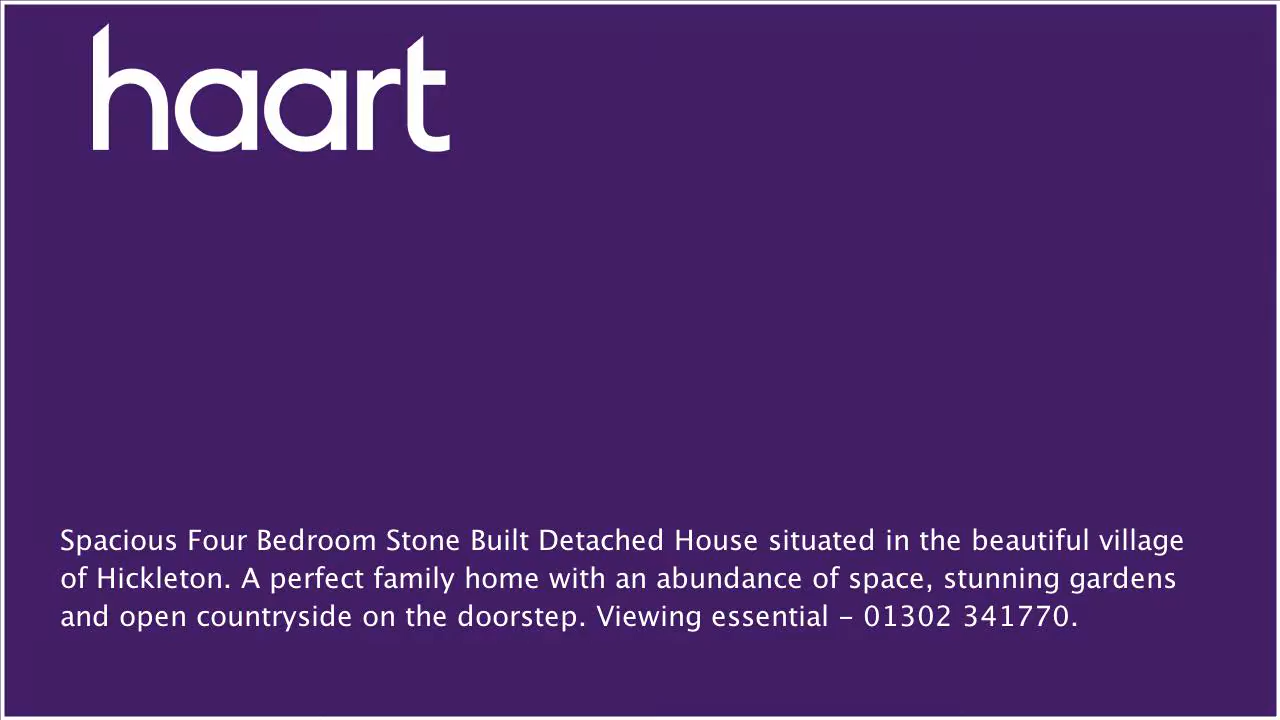 haart
Spacious Four Bedroom Stone Built Detached House situated in the beautiful village
of Hickleton. A perfect family home with an abundance of space, stunning gardens
and open countryside on the doorstep. Viewing essential – 01302 341770.